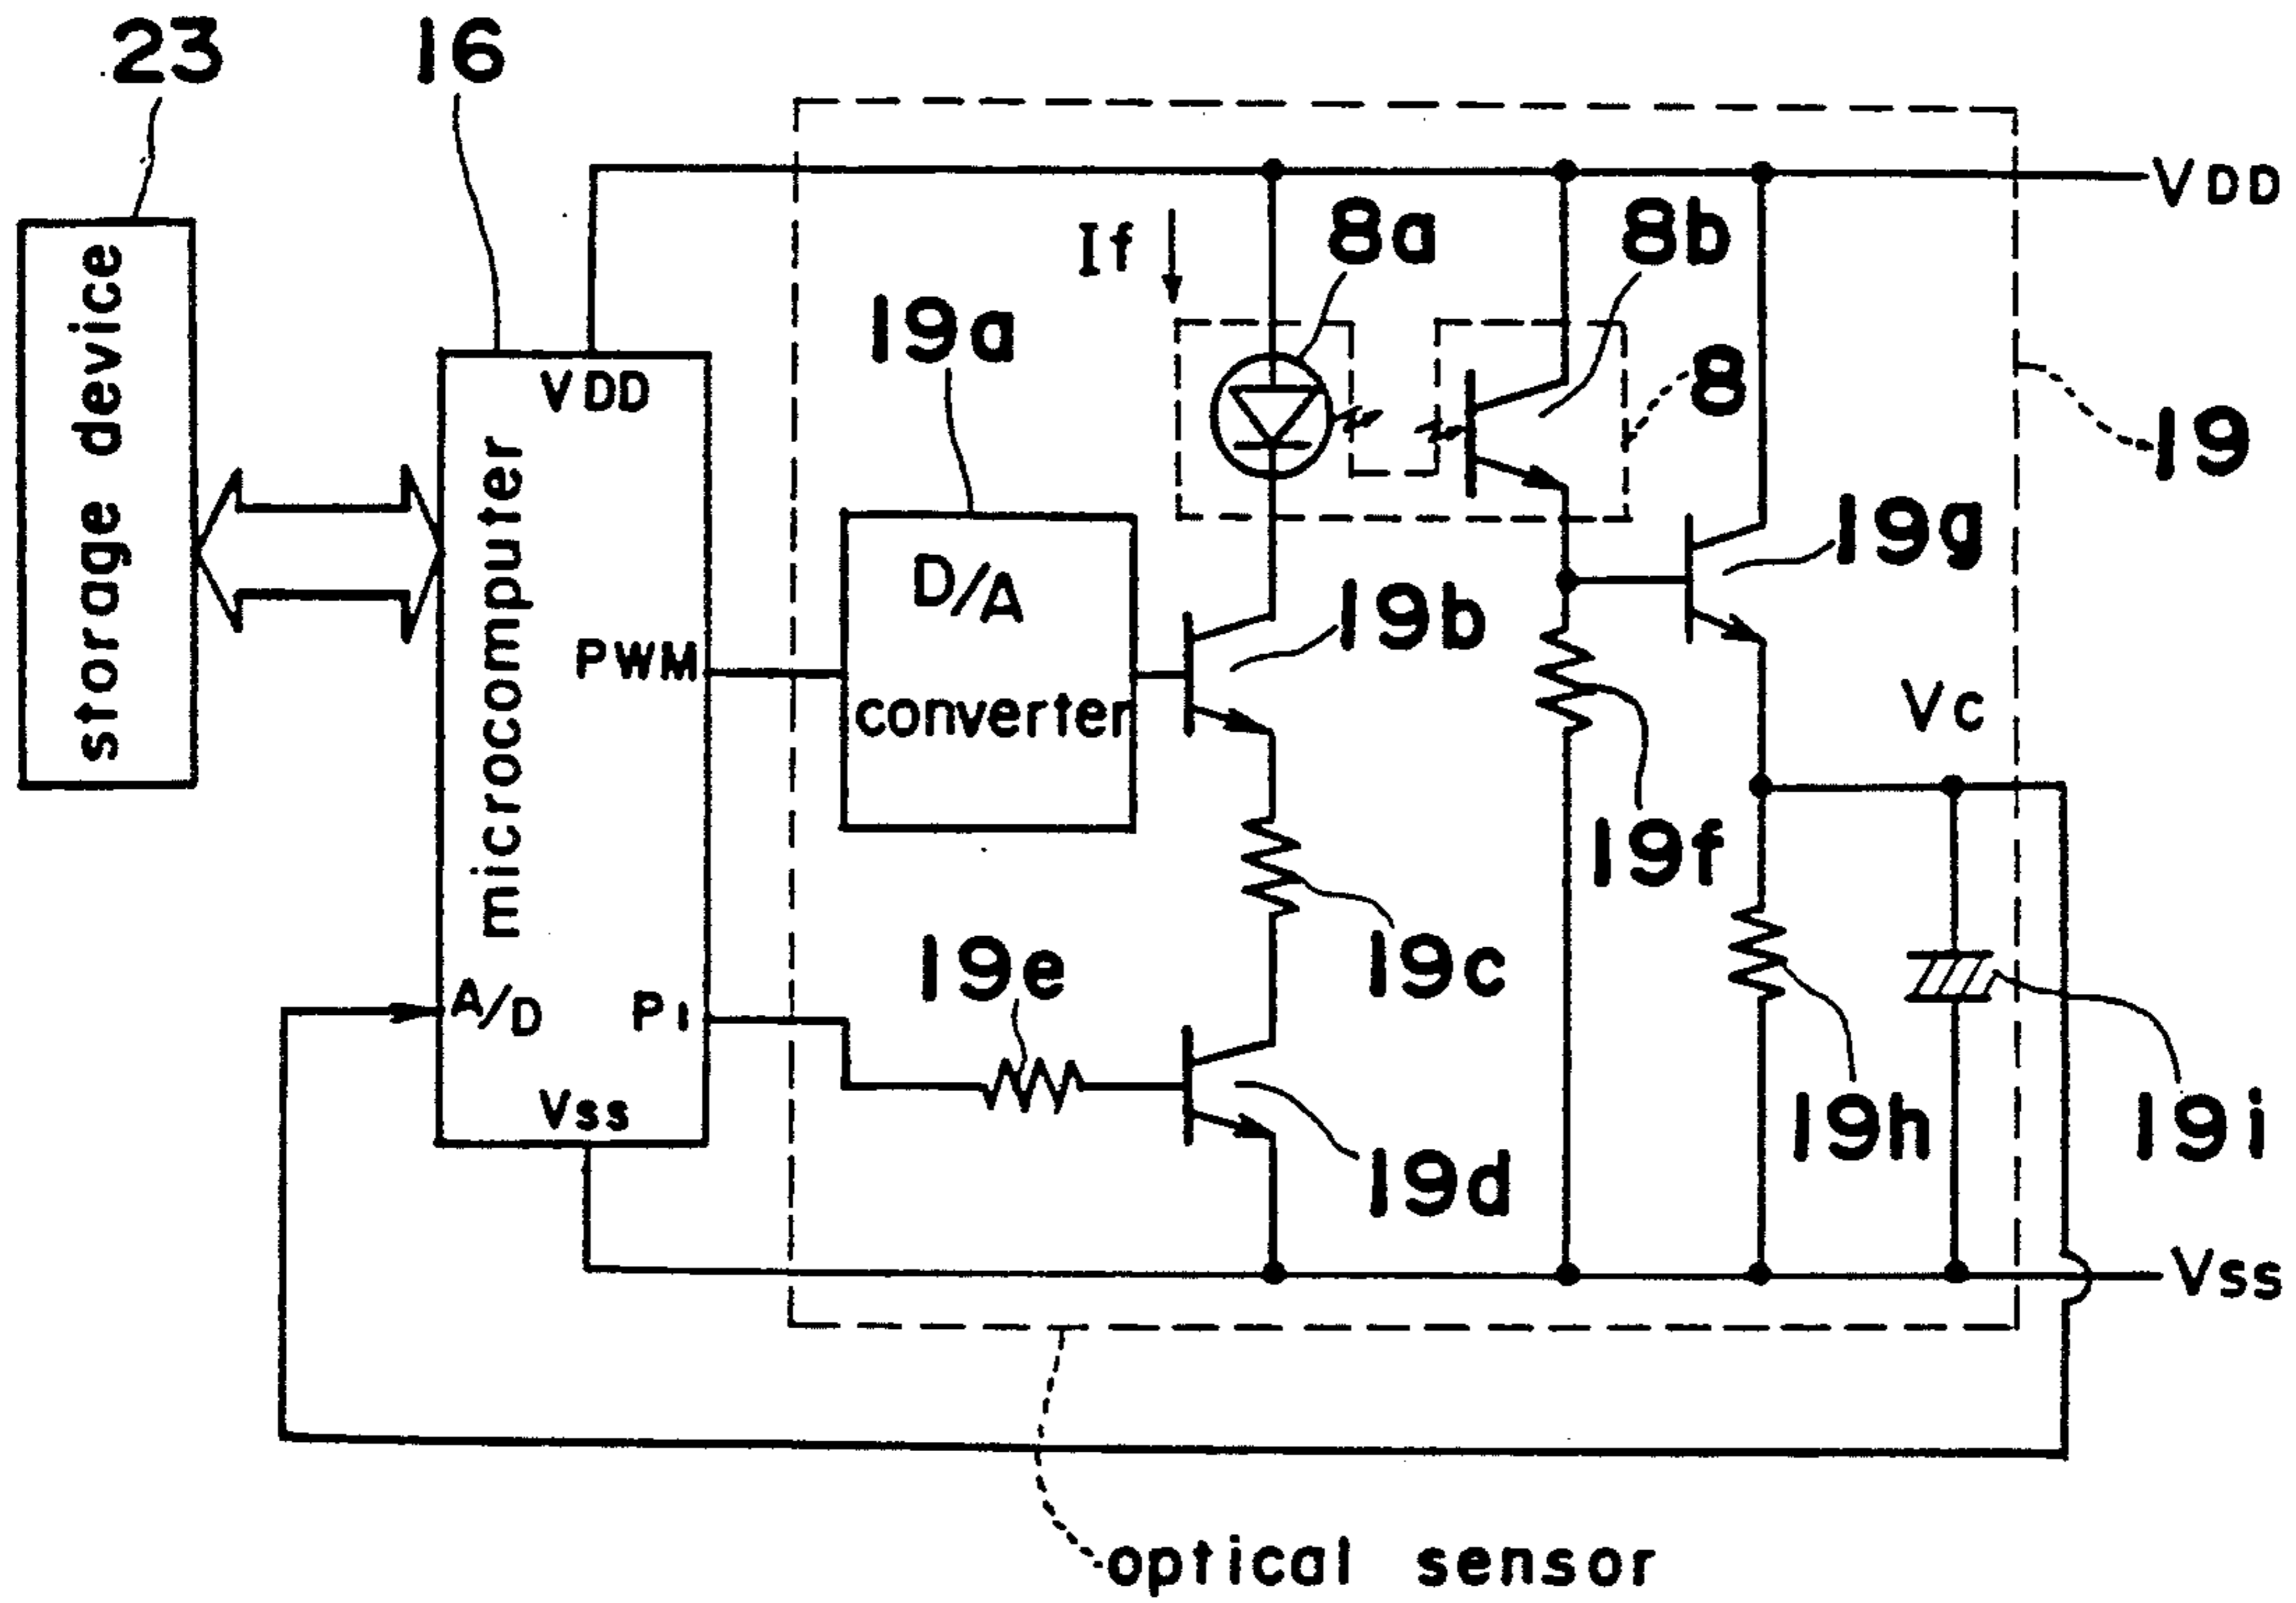 23
16
VDD
8a
8b
If
19a
storage device
VDD
8
19
microcomputer
19g
D/A
converter
19b
PWM
Vc
19f
19e
19c
A/D
P1
Vss
19h
19i
19d
Vss
optical sensor